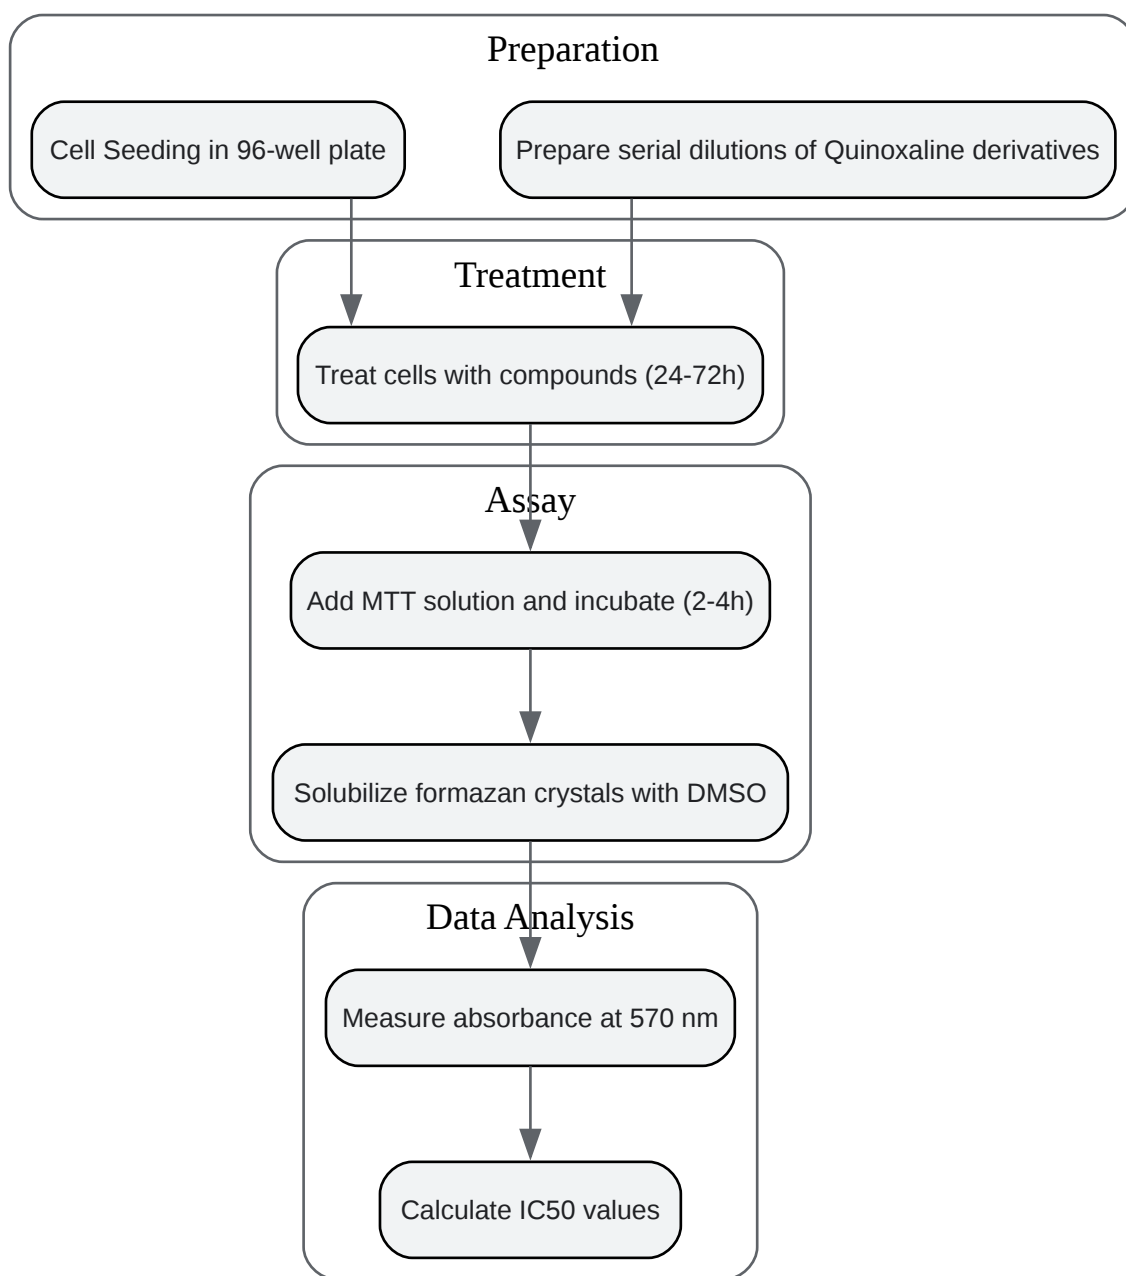 Preparation
Cell Seeding in 96-well plate
Prepare serial dilutions of Quinoxaline derivatives
Treatment
Treat cells with compounds (24-72h)
Assay
Add MTT solution and incubate (2-4h)
Solubilize formazan crystals with DMSO
Data Analysis
Measure absorbance at 570 nm
Calculate IC50 values